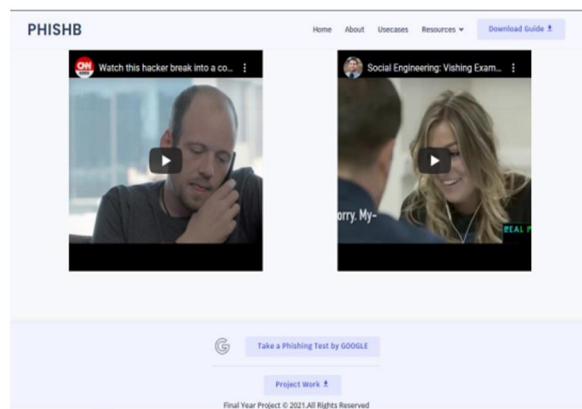 PHISHB
Home About Usecases Resources Download Guide
CNN Watch this hacker break into a co...
Social Engineering: Vishing Exam...
orry. My-
REAL
Take a Phishing Test by GOOGLE
Project Work
Final Year Project © 2021.All Rights Reserved